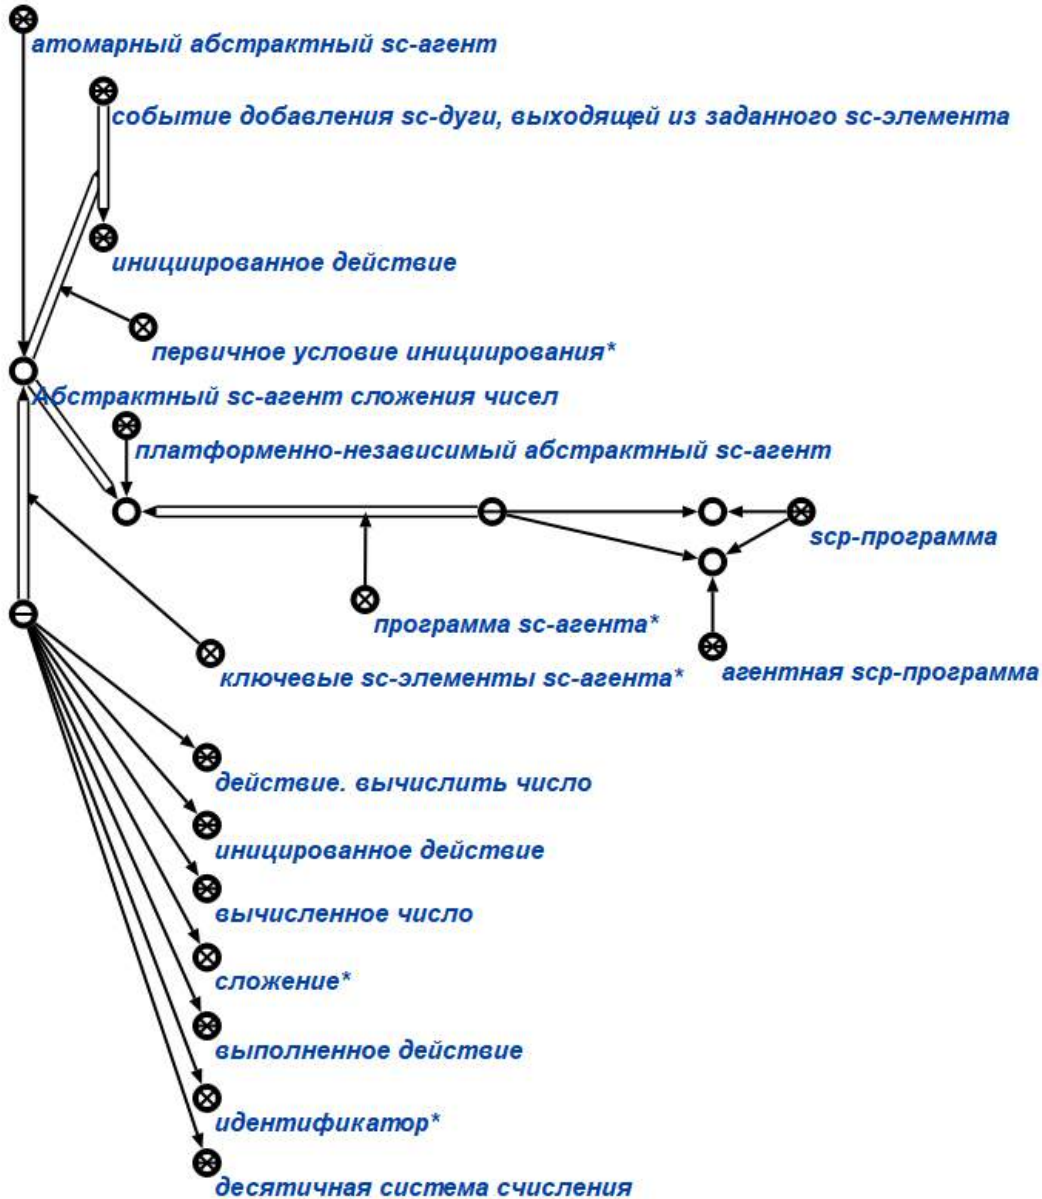 атомарный абстрактный sc-агент
событие добавления sc-дуги, выходящей из заданного sc-элемента
инициированное действие
первичное условие инициирования*
Абстрактный sc-агент сложения чисел
платформенно-независимый абстрактный sc-агент
scp-программа
программа sc-агента*
ключевые sc-элементы sc-агента*
агентная scp-программа
действие. вычислить число
иницированное действие
вычисленное число
сложение*
выполненное действие
идентификатор*
десятичная система счисления